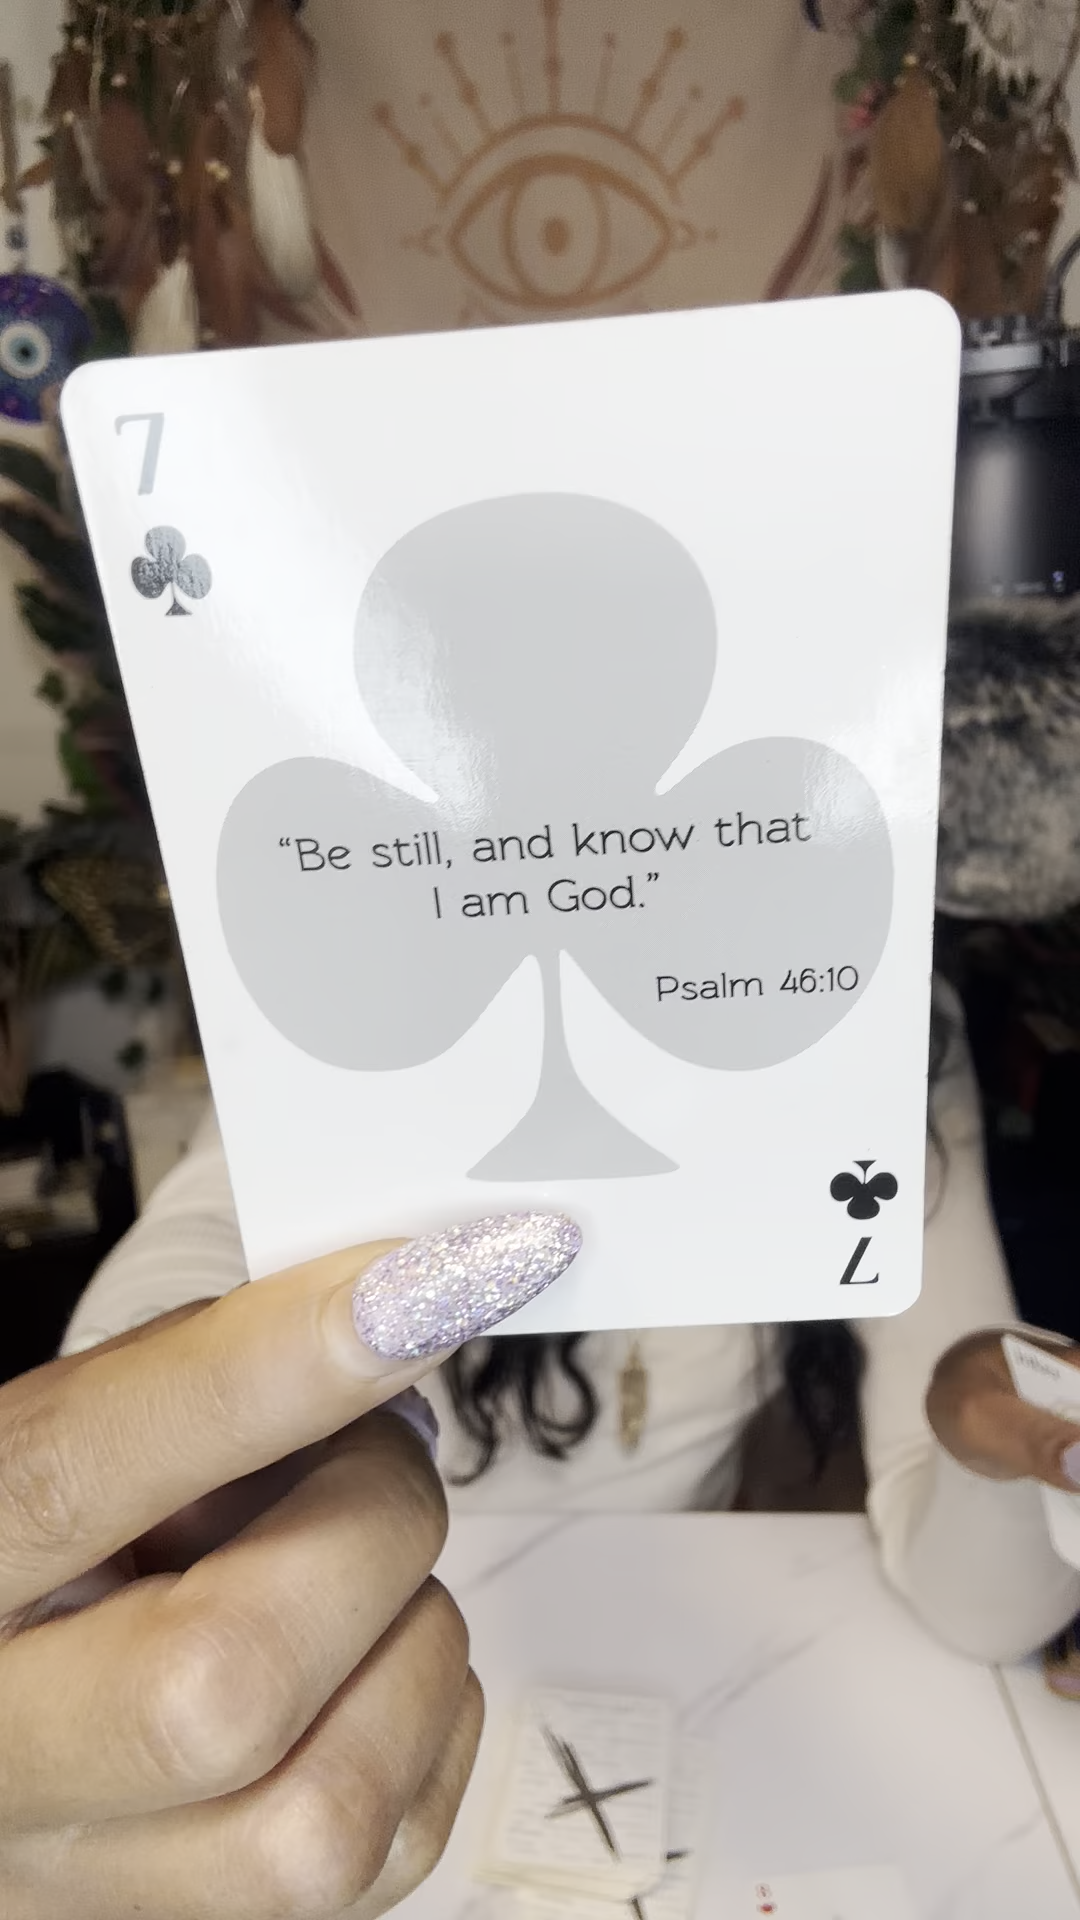 7
“Be still, and know that
I am God.”
Psalm 46:10
7